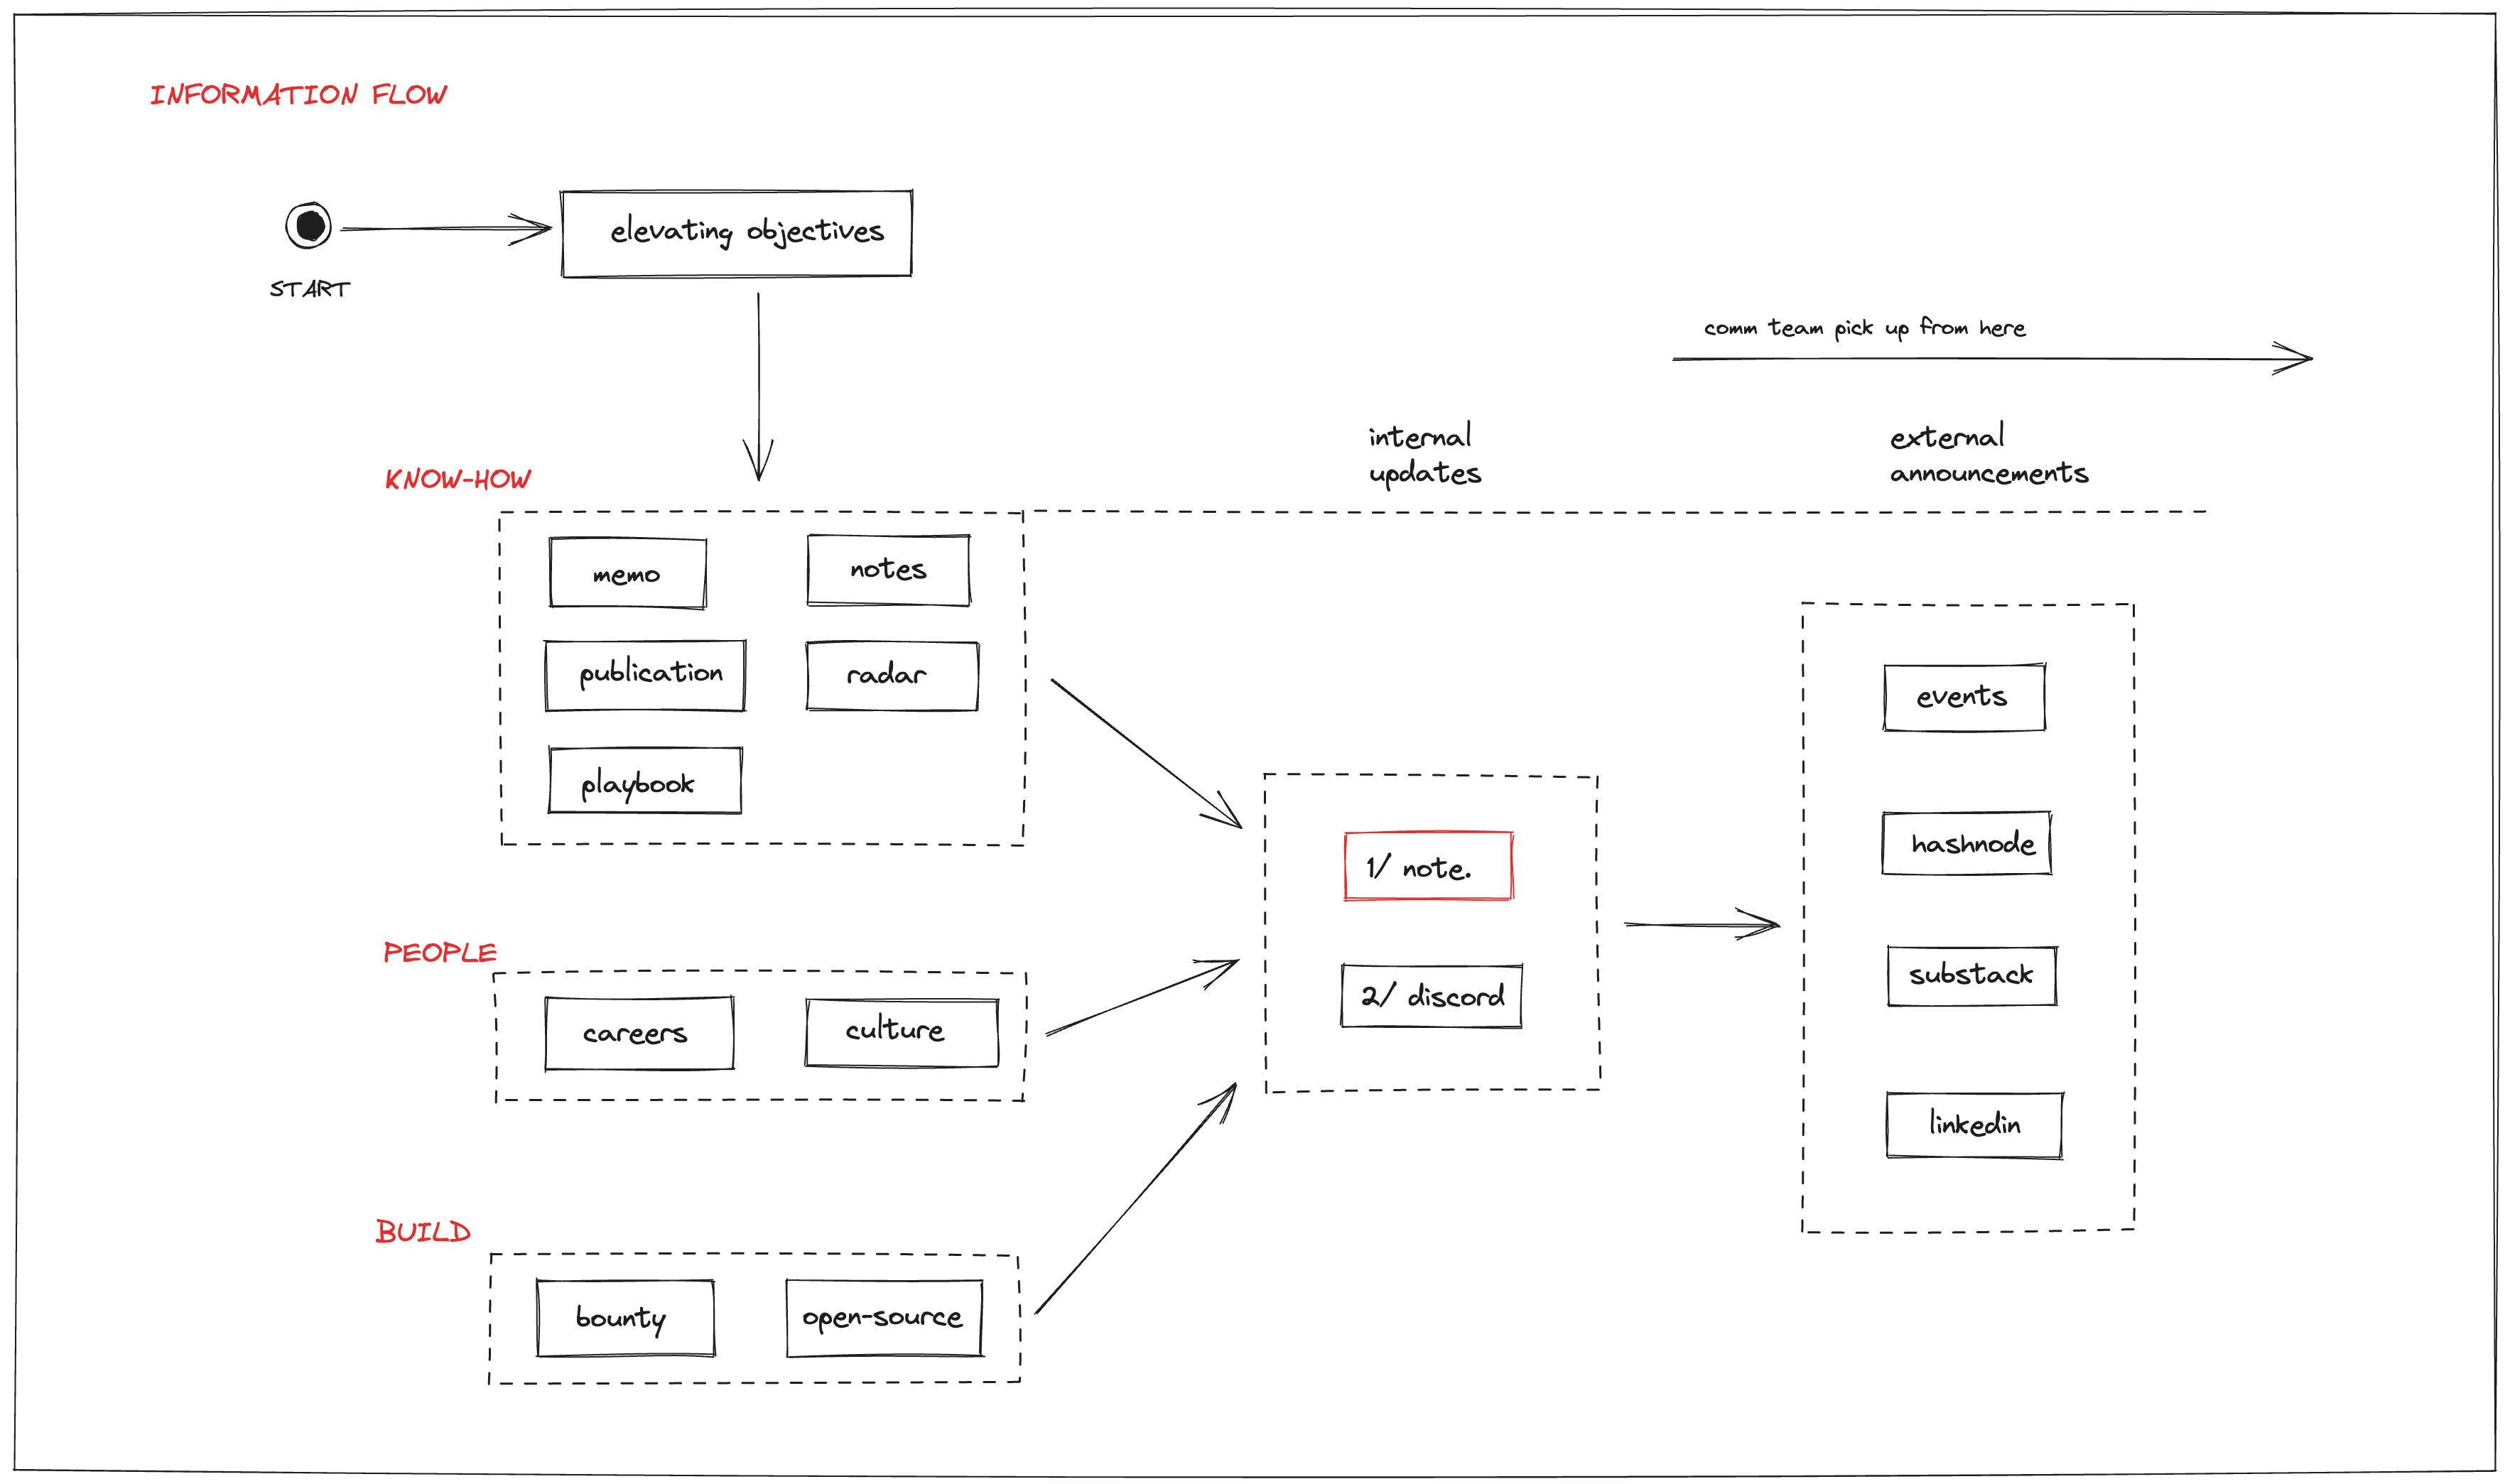 INFORMATION FLOW
elevating objectives
START
comm team pick up from here
internal
updates
external
announcements
KNOW-HOW
memo
notes
publication
radar
playbook
events
hashnode
1/ note.
2/ discord
substack
linkedin
PEOPLE
careers
culture
BUILD
bounty
open-source